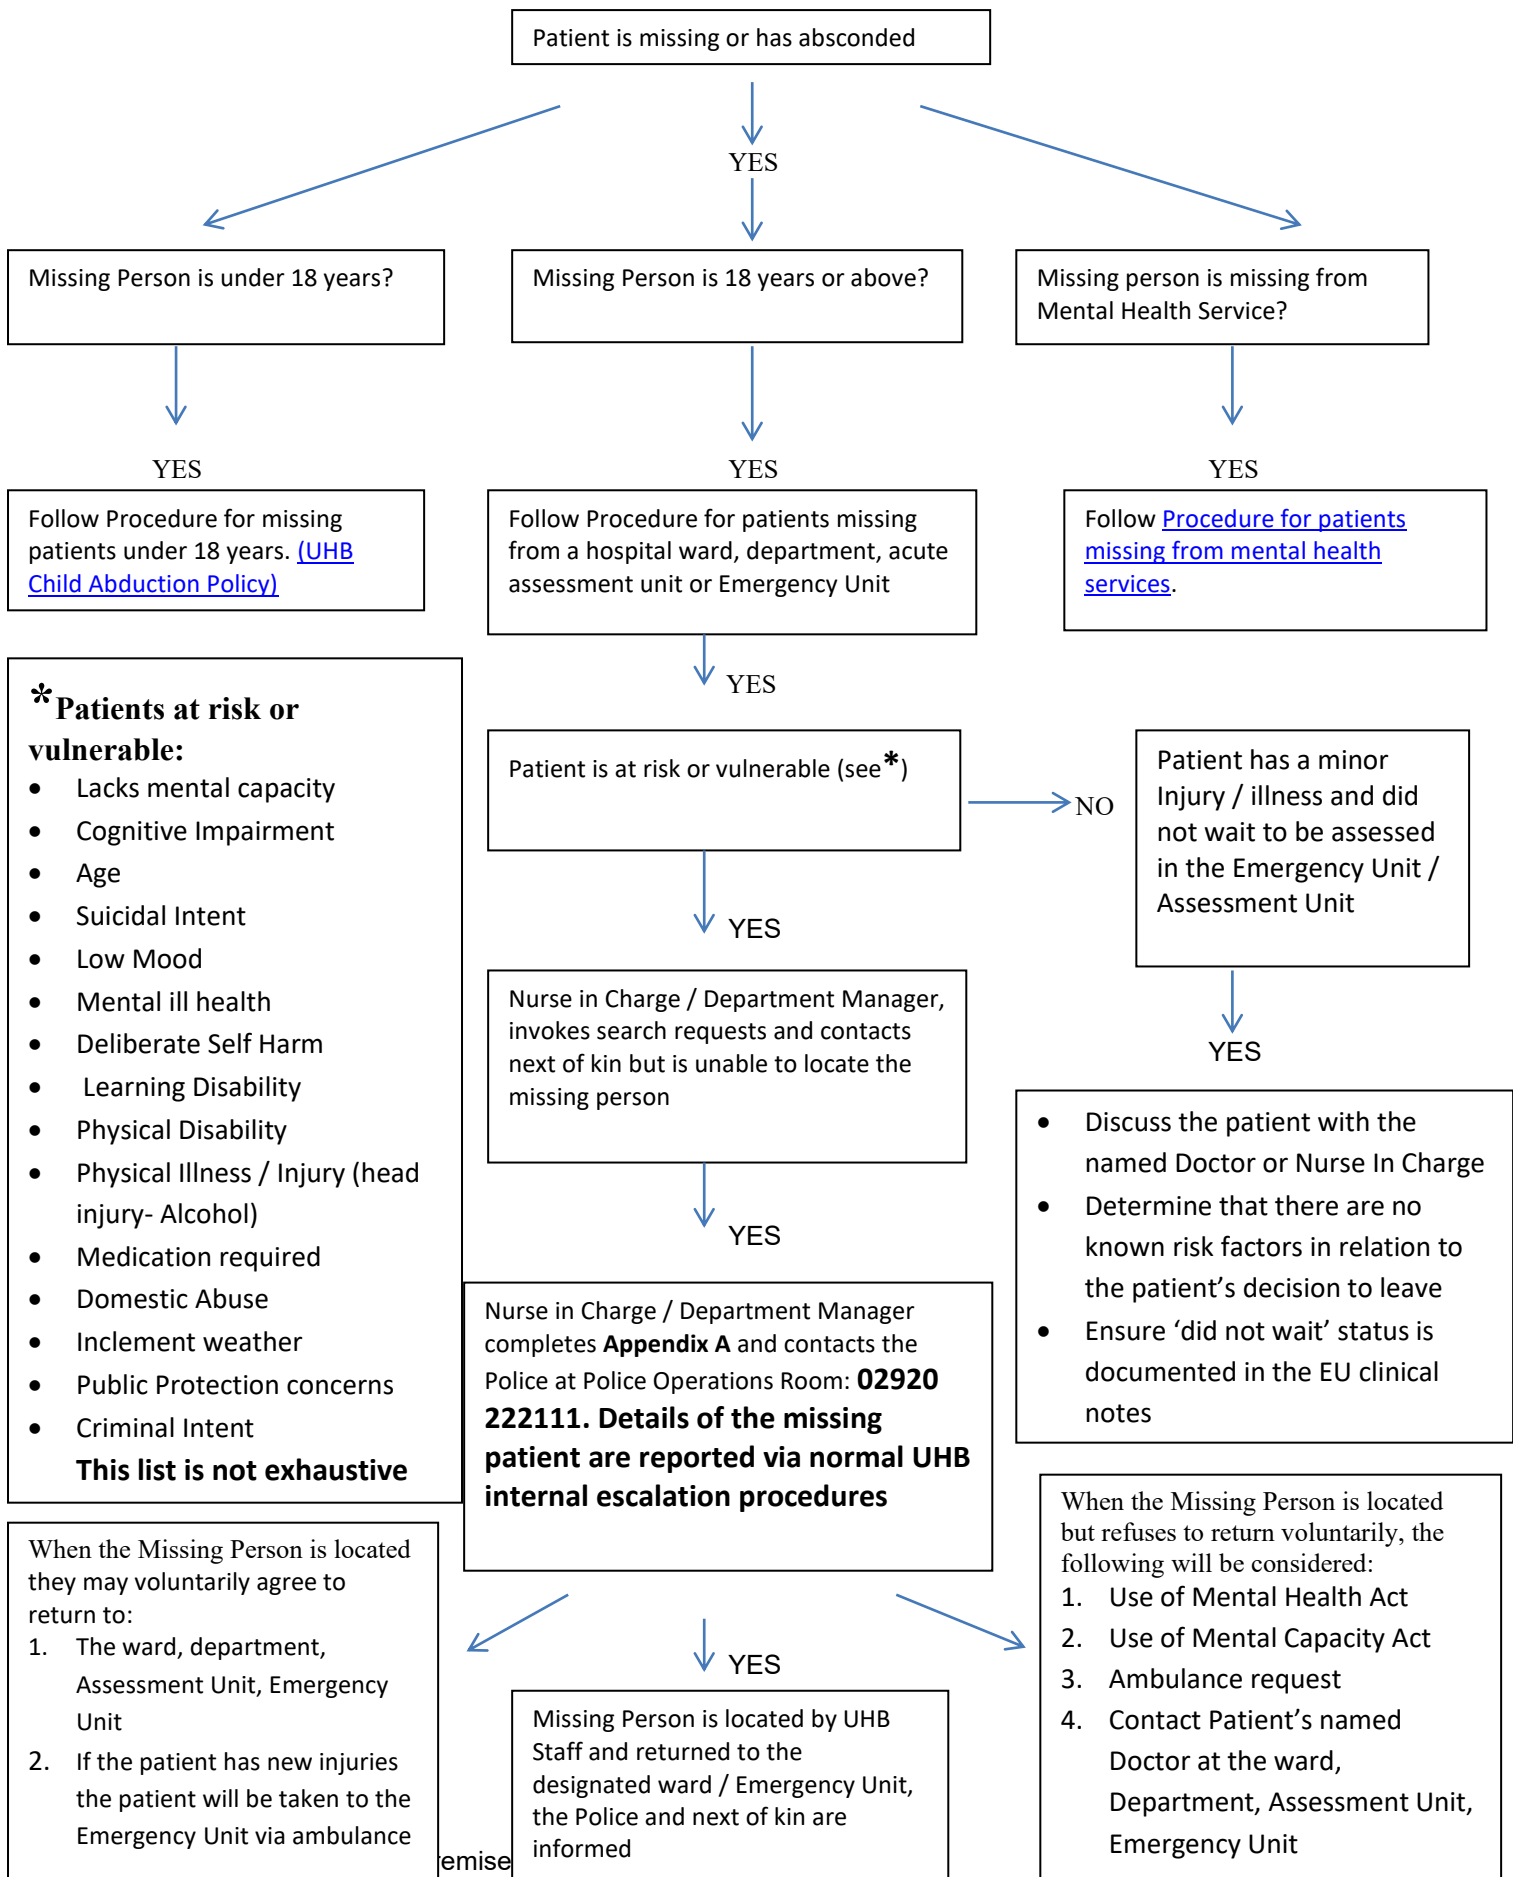 Patient is missing or has absconded
YES
Missing Person is under 18 years?
Missing Person is 18 years or above?
Missing person is missing from
Mental Health Service?
YES
YES
YES
Follow Procedure for missing
patients under 18 years. (UHB
Child Abduction Policy)
Follow Procedure for patients missing
from a hospital ward, department, acute
assessment unit or Emergency Unit
Follow Procedure for patients
missing from mental health
services.
YES
*Patients at risk or
vulnerable:
• Lacks mental capacity
• Cognitive Impairment
• Age
• Suicidal Intent
• Low Mood
• Mental ill health
• Deliberate Self Harm
• Learning Disability
• Physical Disability
• Physical Illness / Injury (head
injury- Alcohol)
• Medication required
• Domestic Abuse
• Inclement weather
• Public Protection concerns
• Criminal Intent
This list is not exhaustive
Patient is at risk or vulnerable (see*)
NO
Patient has a minor
Injury / illness and did
not wait to be assessed
in the Emergency Unit /
Assessment Unit
YES
YES
Nurse in Charge / Department Manager,
invokes search requests and contacts
next of kin but is unable to locate the
missing person
• Discuss the patient with the
named Doctor or Nurse In Charge
• Determine that there are no
known risk factors in relation to
the patient's decision to leave
• Ensure 'did not wait' status is
documented in the EU clinical
notes
YES
Nurse in Charge / Department Manager
completes Appendix A and contacts the
Police at Police Operations Room: 02920
222111. Details of the missing
patient are reported via normal UHB
internal escalation procedures
When the Missing Person is located
they may voluntarily agree to
return to:
1. The ward, department,
Assessment Unit, Emergency
Unit
2. If the patient has new injuries
the patient will be taken to the
Emergency Unit via ambulance
YES
Missing Person is located by UHB
Staff and returned to the
designated ward / Emergency Unit,
the Police and next of kin are
informed
When the Missing Person is located
but refuses to return voluntarily, the
following will be considered:
1. Use of Mental Health Act
2. Use of Mental Capacity Act
3. Ambulance request
4. Contact Patient's named
Doctor at the ward,
Department, Assessment Unit,
Emergency Unit
emise